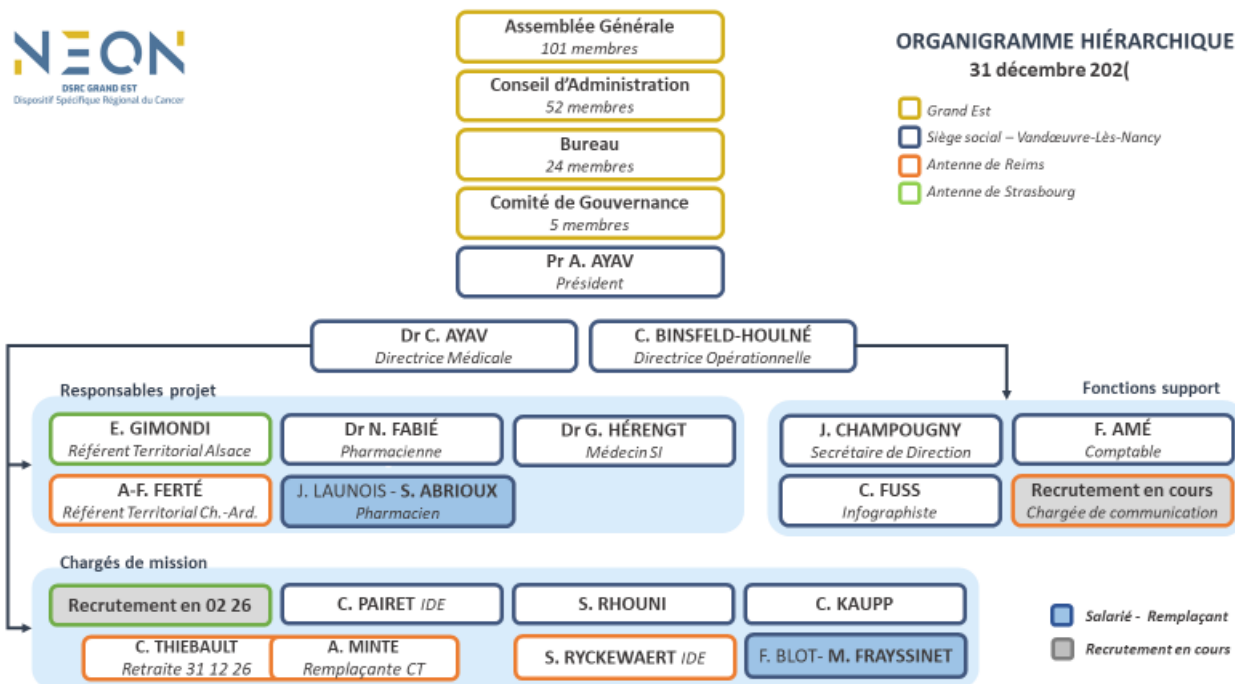 NEON
DSRC GRAND EST
Dispositif Spécifique Régional du Cancer
ORGANIGRAMME HIÉRARCHIQUE
31 décembre 202(
Grand Est
Siège social – Vandœuvre-Lès-Nancy
Antenne de Reims
Antenne de Strasbourg
Assemblée Générale
101 membres
Conseil d'Administration
52 membres
Bureau
24 membres
Comité de Gouvernance
5 membres
Pr A. AYAV
Président
Dr C. AYAV
Directrice Médicale
C. BINSFELD-HOULNÉ
Directrice Opérationnelle
Responsables projet
E. GIMONDI
Référent Territorial Alsace
Dr N. FABIÉ
Pharmacienne
Dr G. HÉRENGT
Médecin SI
A-F. FERTÉ
Référent Territorial Ch.-Ard.
J. LAUNOIS - S. ABRIOUX
Pharmacien
Fonctions support
J. CHAMPOUGNY
Secrétaire de Direction
F. AMÉ
Comptable
C. FUSS
Infographiste
Recrutement en cours
Chargée de communication
Chargés de mission
Recrutement en 02 26
C. PAIRET IDE
S. RHOUNI
C. KAUPP
C. THIEBAULT
Retraite 31 12 26
A. MINTE
Remplaçante CT
S. RYCKEWAERT IDE
F. BLOT- M. FRAYSSINET
Salarié - Remplaçant
Recrutement en cours